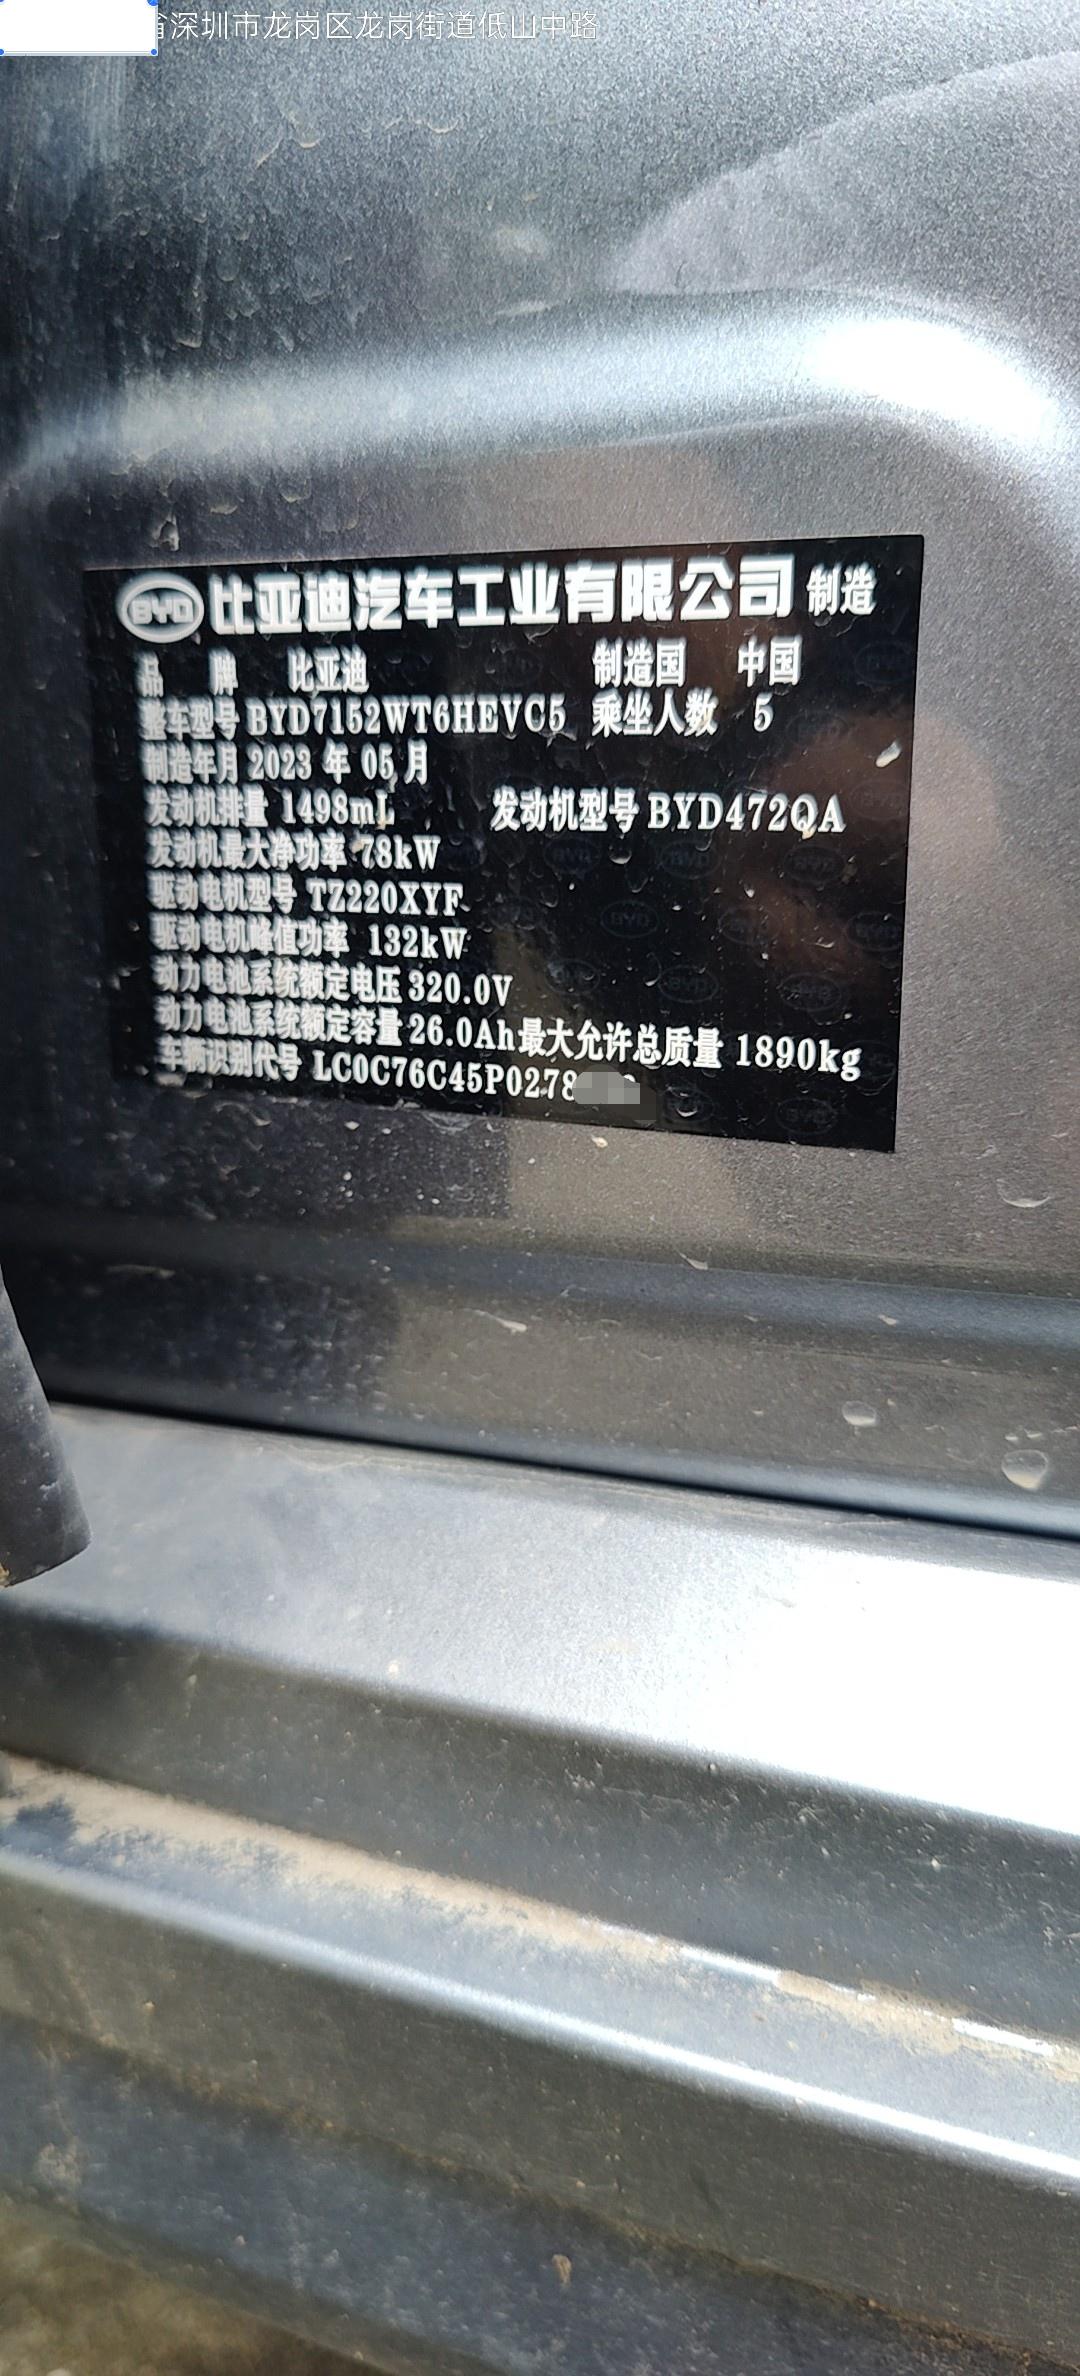 深圳市龙岗区龙岗街道低山中路
BYD 比亚迪汽车工业有限公司 制造
品 牌 比亚迪 制造国 中国
整车型号 BYD7152WT6HEVC5 乘坐人数 5
制造年月 2023 年 05 月
发动机排量 1498mL 发动机型号 BYD472QA
发动机最大净功率 78kW
驱动电机型号 TZ220XYF
驱动电机峰值功率 132kW
动力电池系统额定电压 320.0V
动力电池系统额定容量 26.0Ah 最大允许总质量 1890kg
车辆识别代号 LC0C76C45P0278